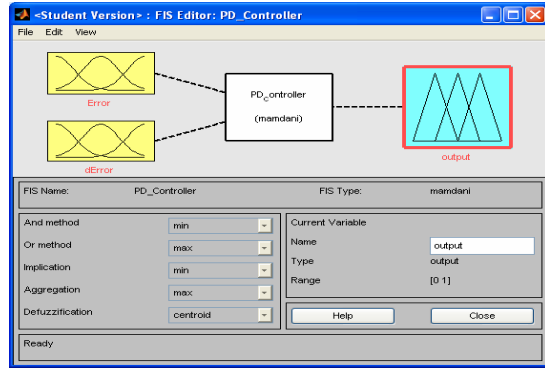 <Student Version> : FIS Editor: PD_Controller
File Edit View
Error
dError
PD_Controller
(mamdani)
output
FIS Name: PD_Controller FIS Type: mamdani
And method min
Or method max
Implication min
Aggregation max
Defuzzification centroid
Current Variable
Name output
Type output
Range [0 1]
Help Close
Ready